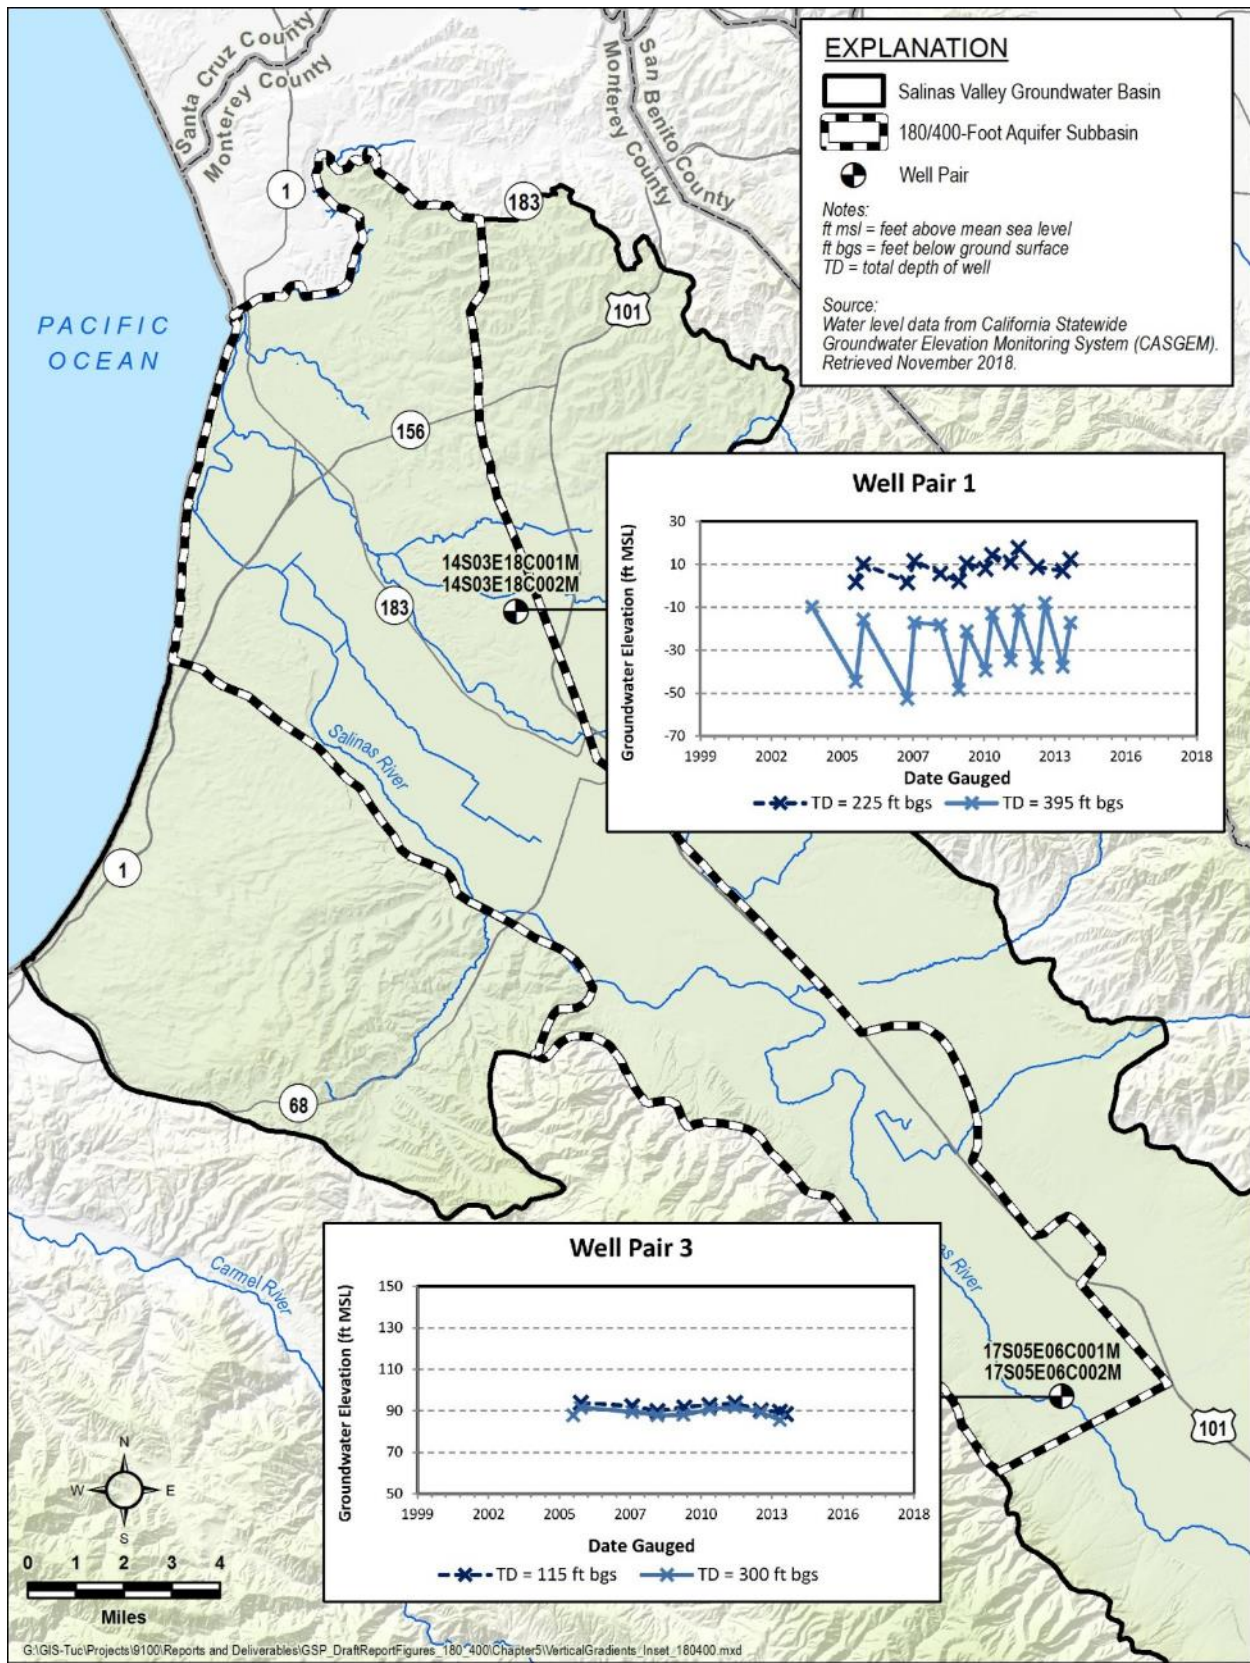 Santa Cruz County
Monterey County
San Benito County
Monterey County
EXPLANATION
Salinas Valley Groundwater Basin
180/400-Foot Aquifer Subbasin
Well Pair
Notes:
ft msl = feet above mean sea level
ft bgs = feet below ground surface
TD = total depth of well
Source:
Water level data from California Statewide
Groundwater Elevation Monitoring System (CASGEM).
Retrieved November 2018.
1
183
101
PACIFIC
OCEAN
156
14S03E18C001M
14S03E18C002M
183
Salinas River
1
68
Well Pair 1
Groundwater Elevation (ft MSL)
30
10
-10
-30
-50
-70
1999 2002 2005 2007 2010 2013 2016 2018
Date Gauged
TD = 225 ft bgs TD = 395 ft bgs
Carmel River
Well Pair 3
Groundwater Elevation (ft MSL)
150
130
110
90
70
50
1999 2002 2005 2007 2010 2013 2016 2018
Date Gauged
TD = 115 ft bgs TD = 300 ft bgs
as River
17S05E06C001M
17S05E06C002M
101
N
W E
S
0 1 2 3 4
Miles
G:\GIS-Tuc\Projects\9100\Reports and Deliverables\GSP_DraftReportFigures_180_400\Chapter5\VerticalGradients_Inset_180400.mxd